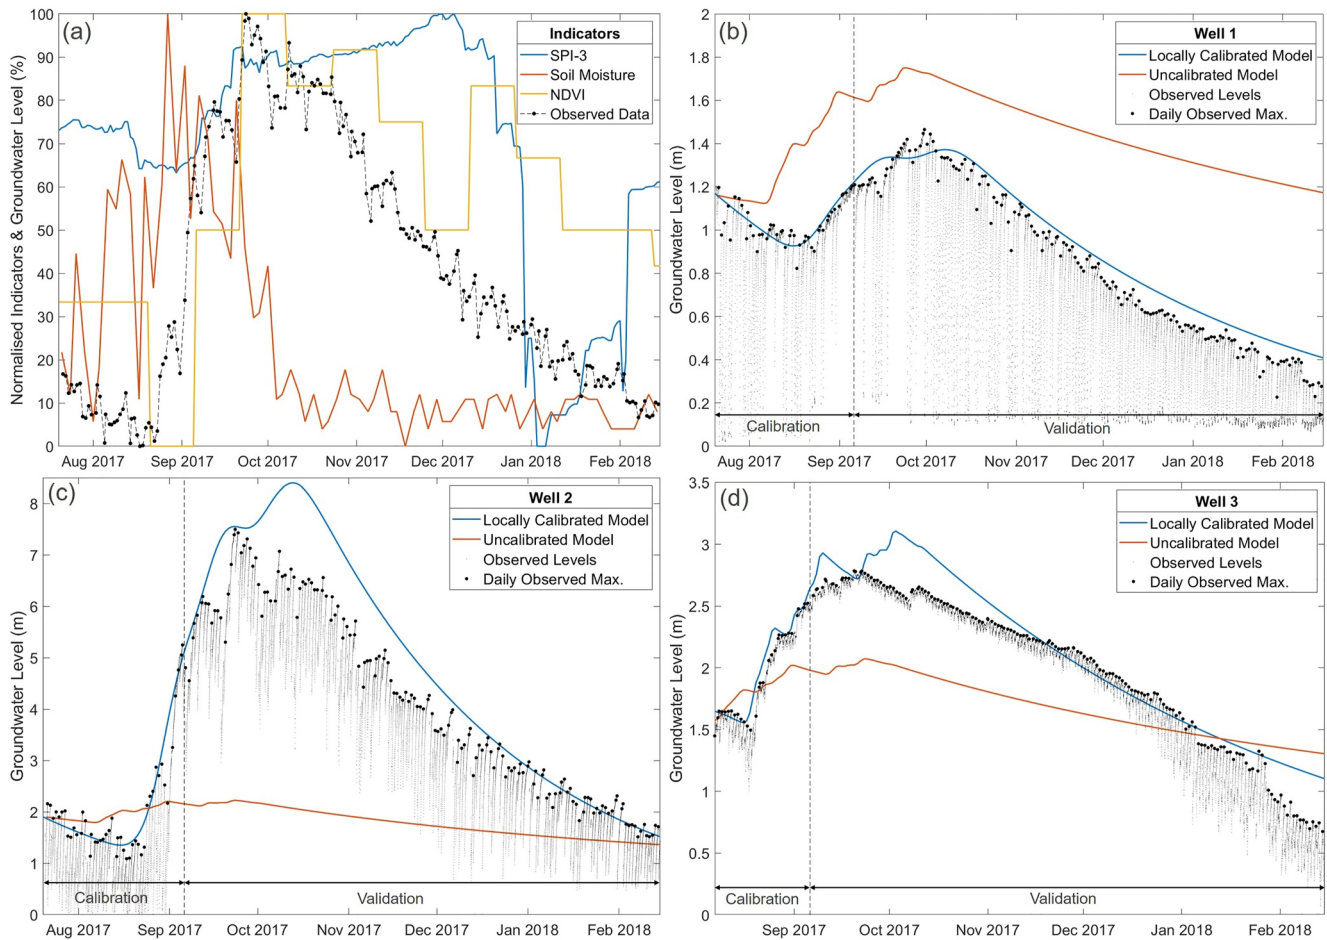 (a)
Normalised Indicators & Groundwater Level (%)
100
90
80
70
60
50
40
30
20
10
0
Indicators
SPI-3
Soil Moisture
NDVI
Observed Data
Aug 2017 Sep 2017 Oct 2017 Nov 2017 Dec 2017 Jan 2018 Feb 2018
(b)
Groundwater Level (m)
2
1.8
1.6
1.4
1.2
1
0.8
0.6
0.4
0.2
0
Well 1
Locally Calibrated Model
Uncalibrated Model
Observed Levels
Daily Observed Max.
Calibration Validation
Aug 2017 Sep 2017 Oct 2017 Nov 2017 Dec 2017 Jan 2018 Feb 2018
(c)
Groundwater Level (m)
8
7
6
5
4
3
2
1
0
Well 2
Locally Calibrated Model
Uncalibrated Model
Observed Levels
Daily Observed Max.
Calibration Validation
Aug 2017 Sep 2017 Oct 2017 Nov 2017 Dec 2017 Jan 2018 Feb 2018
(d)
Groundwater Level (m)
3.5
3
2.5
2
1.5
1
0.5
0
Well 3
Locally Calibrated Model
Uncalibrated Model
Observed Levels
Daily Observed Max.
Calibration Validation
Sep 2017 Oct 2017 Nov 2017 Dec 2017 Jan 2018 Feb 2018